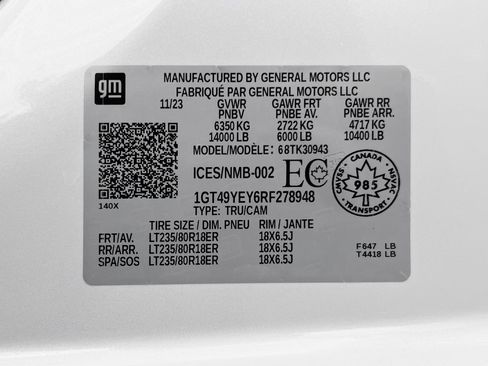 gm
MANUFACTURED BY GENERAL MOTORS LLC
FABRIQUÉ PAR GENERAL MOTORS LLC
11/23 GVWR GAWR FRT GAWR RR
PNBV PNBE AV. PNBE ARR.
6350 KG 2722 KG 4717 KG
14000 LB 6000 LB 10400 LB
MODEL/MODÈLE: 68TK30943
ICES/NMB-002 EC
CANADA
CMVSS NSVAC
985
TRANSPORT
1GT49YEY6RF278948
140X
TYPE: TRU/CAM
TIRE SIZE / DIM. PNEU RIM / JANTE
FRT/AV. LT235/80R18ER 18X6.5J
RR/ARR. LT235/80R18ER 18X6.5J
SPA/SOS LT235/80R18ER 18X6.5J
F647 LB
T4418 LB